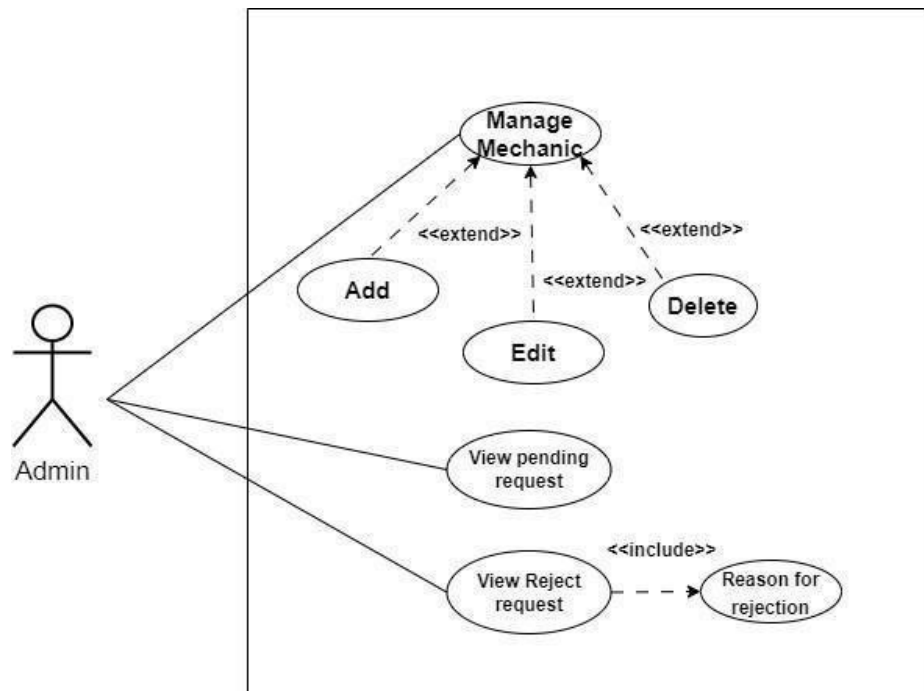 Manage
Mechanic
<<extend>>
<<extend>>
<<extend>>
Add
Delete
Edit
Admin
View pending
request
<<include>>
View Reject
request
Reason for
rejection